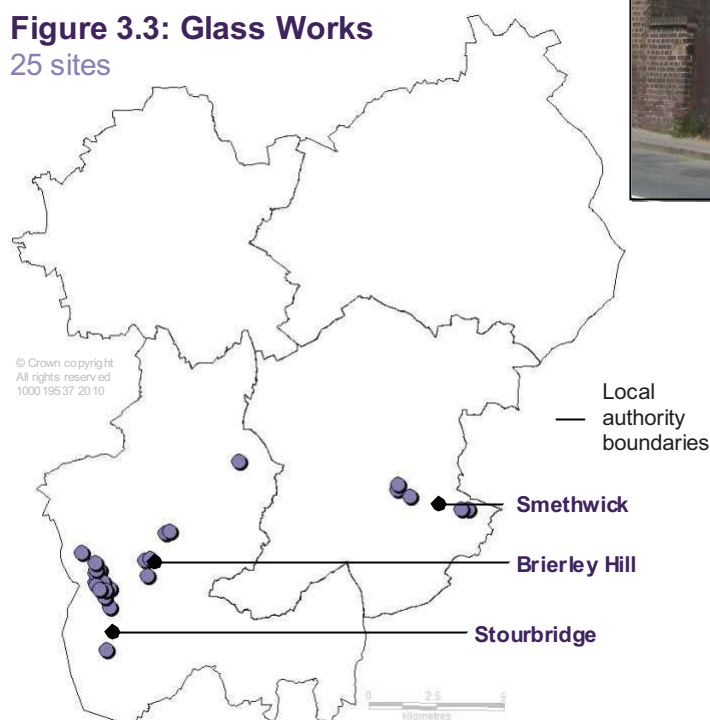 Figure 3.3: Glass Works
25 sites
© Crown copyright
All rights reserved
100019537 2010
Local
authority
boundaries
Smethwick
Brierley Hill
Stourbridge
0 2.5 5
kilometres